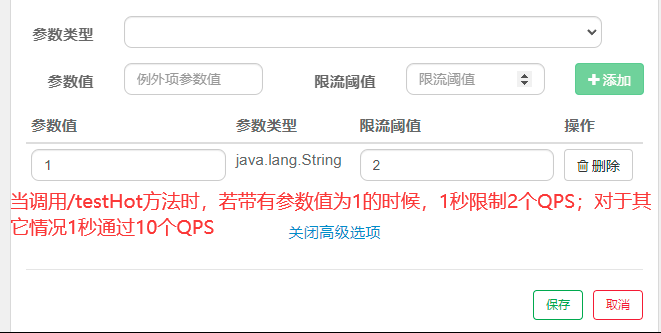 参数类型
参数值 例外项参数值 限流阈值 限流阈值 添加
参数值 参数类型 限流阈值 操作
1 java.lang.String 2 删除
当调用/testHot方法时，若带有参数值为1的时候，1秒限制2个QPS；对于其
它情况1秒通过10个QPS
关闭高级选项
保存 取消